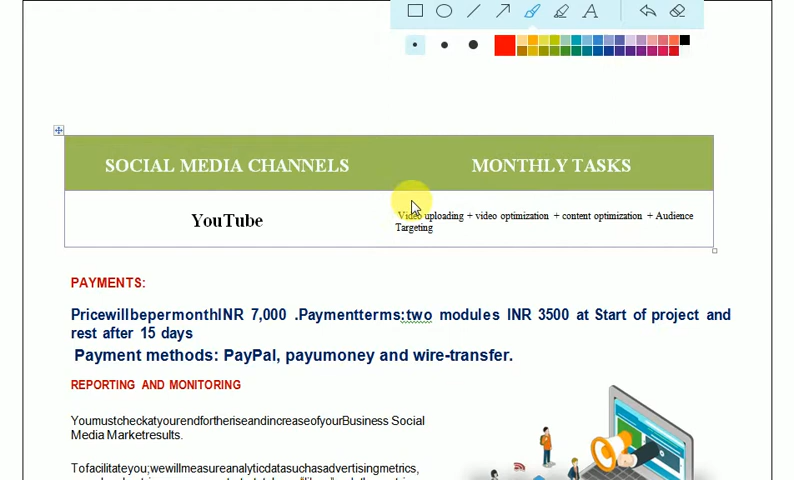 SOCIAL MEDIA CHANNELS MONTHLY TASKS
YouTube
Video uploading + video optimization + content optimization + Audience
Targeting
PAYMENTS:
PricewillbepermonthINR 7,000 .Paymentterms:two modules INR 3500 at Start of project and
rest after 15 days
Payment methods: PayPal, payumoney and wire-transfer.
REPORTING AND MONITORING
YoumustcheckatyourendfortheriseandincreaseofyourBusiness Social
Media Marketresults.
Tofacilitateyou;wewillmeasureanalyticdatasuchasadvertisingmetrics,